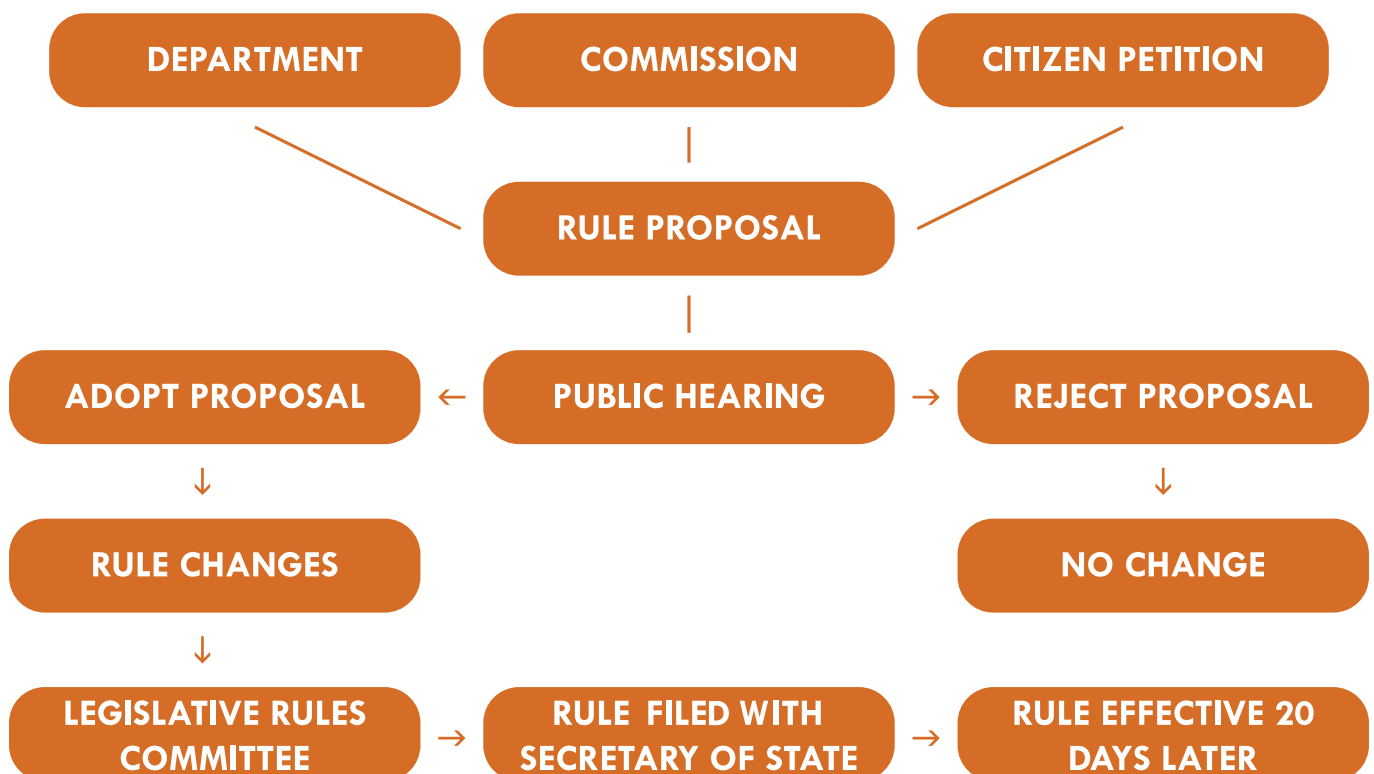 DEPARTMENT
COMMISSION
CITIZEN PETITION
RULE PROPOSAL
ADOPT PROPOSAL
←
PUBLIC HEARING
→
REJECT PROPOSAL
↓
↓
RULE CHANGES
NO CHANGE
↓
LEGISLATIVE RULES
COMMITTEE
→
RULE FILED WITH
SECRETARY OF STATE
→
RULE EFFECTIVE 20
DAYS LATER